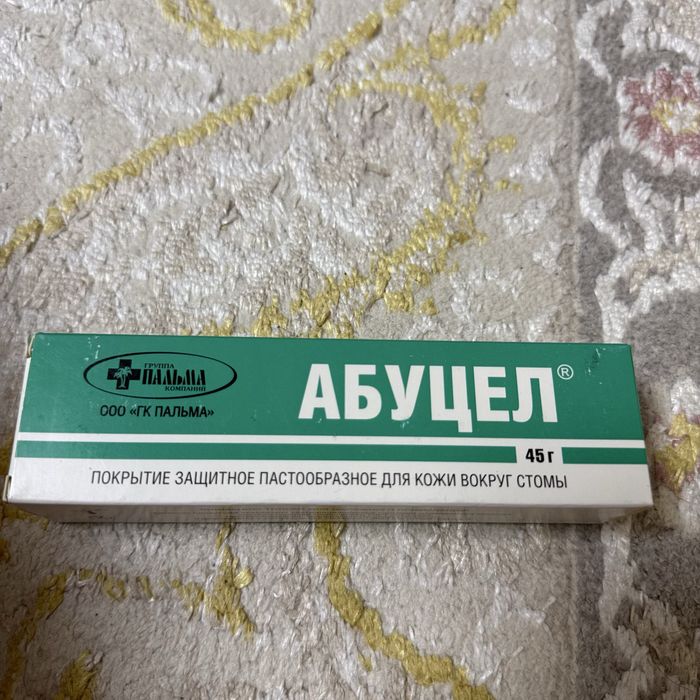 ГРУППА
ПАЛЬМА
КОМПАНИЙ
ООО «ГК ПАЛЬМА»
АБУЦЕЛ®
45 г
ПОКРЫТИЕ ЗАЩИТНОЕ ПАСТООБРАЗНОЕ ДЛЯ КОЖИ ВОКРУГ СТОМЫ